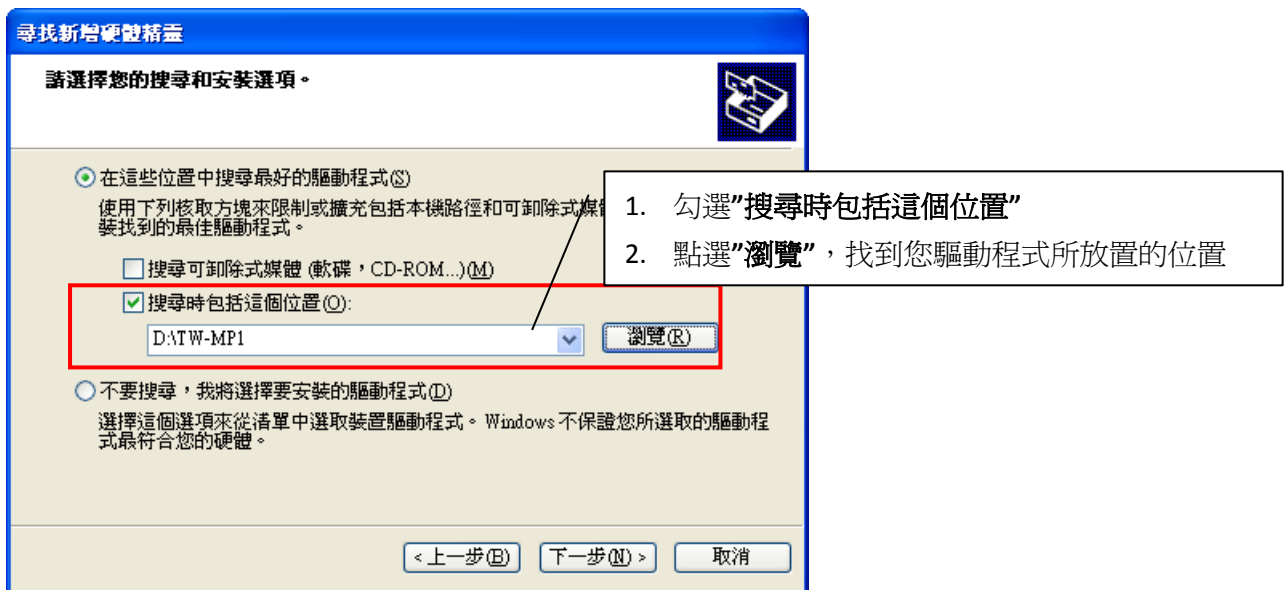 尋找新增硬體精靈
請選擇您的搜尋和安裝選項。
在這些位置中搜尋最好的驅動程式(S)
使用下列核取方塊來限制或擴充包括本機路徑和可卸除式媒體
裝找到的最佳驅動程式。
搜尋可卸除式媒體 (軟碟，CD-ROM...)(M)
搜尋時包括這個位置(O):
D:\TW-MP1
瀏覽(R)
1. 勾選”搜尋時包括這個位置”
2. 點選”瀏覽”，找到您驅動程式所放置的位置
不要搜尋，我將選擇要安裝的驅動程式(D)
選擇這個選項來從清單中選取裝置驅動程式。Windows 不保證您所選取的驅動程
式最符合您的硬體。
<上一步(B)
下一步(N)>
取消